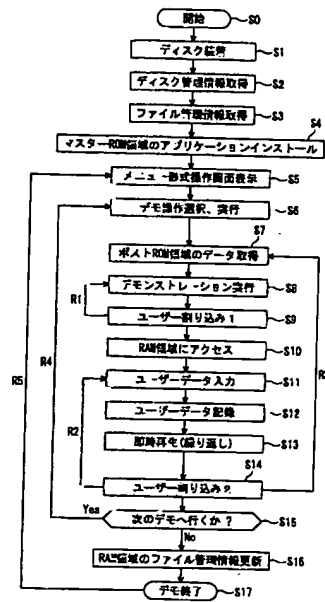 開始 S0
ディスク装着 S1
ディスク管理情報取得 S2
ファイル管理情報取得 S3
S4
マスターROM領域のアプリケーションインストール
メニュー形式操作画面表示 S5
デモ操作選択、実行 S6
S7
ポストROM領域のデータ取得
デモンストレーション実行 S8
R1
ユーザー割り込み1 S9
R4
R5
RAM領域にアクセス S10
ユーザーデータ入力 S11
ユーザーデータ記録 S12
R2
即時再生(繰り返し) S13
S14
ユーザー割り込み2
Yes
次のデモへ行くか? S15
No
RAM領域のファイル管理情報更新 S16
デモ終了 S17